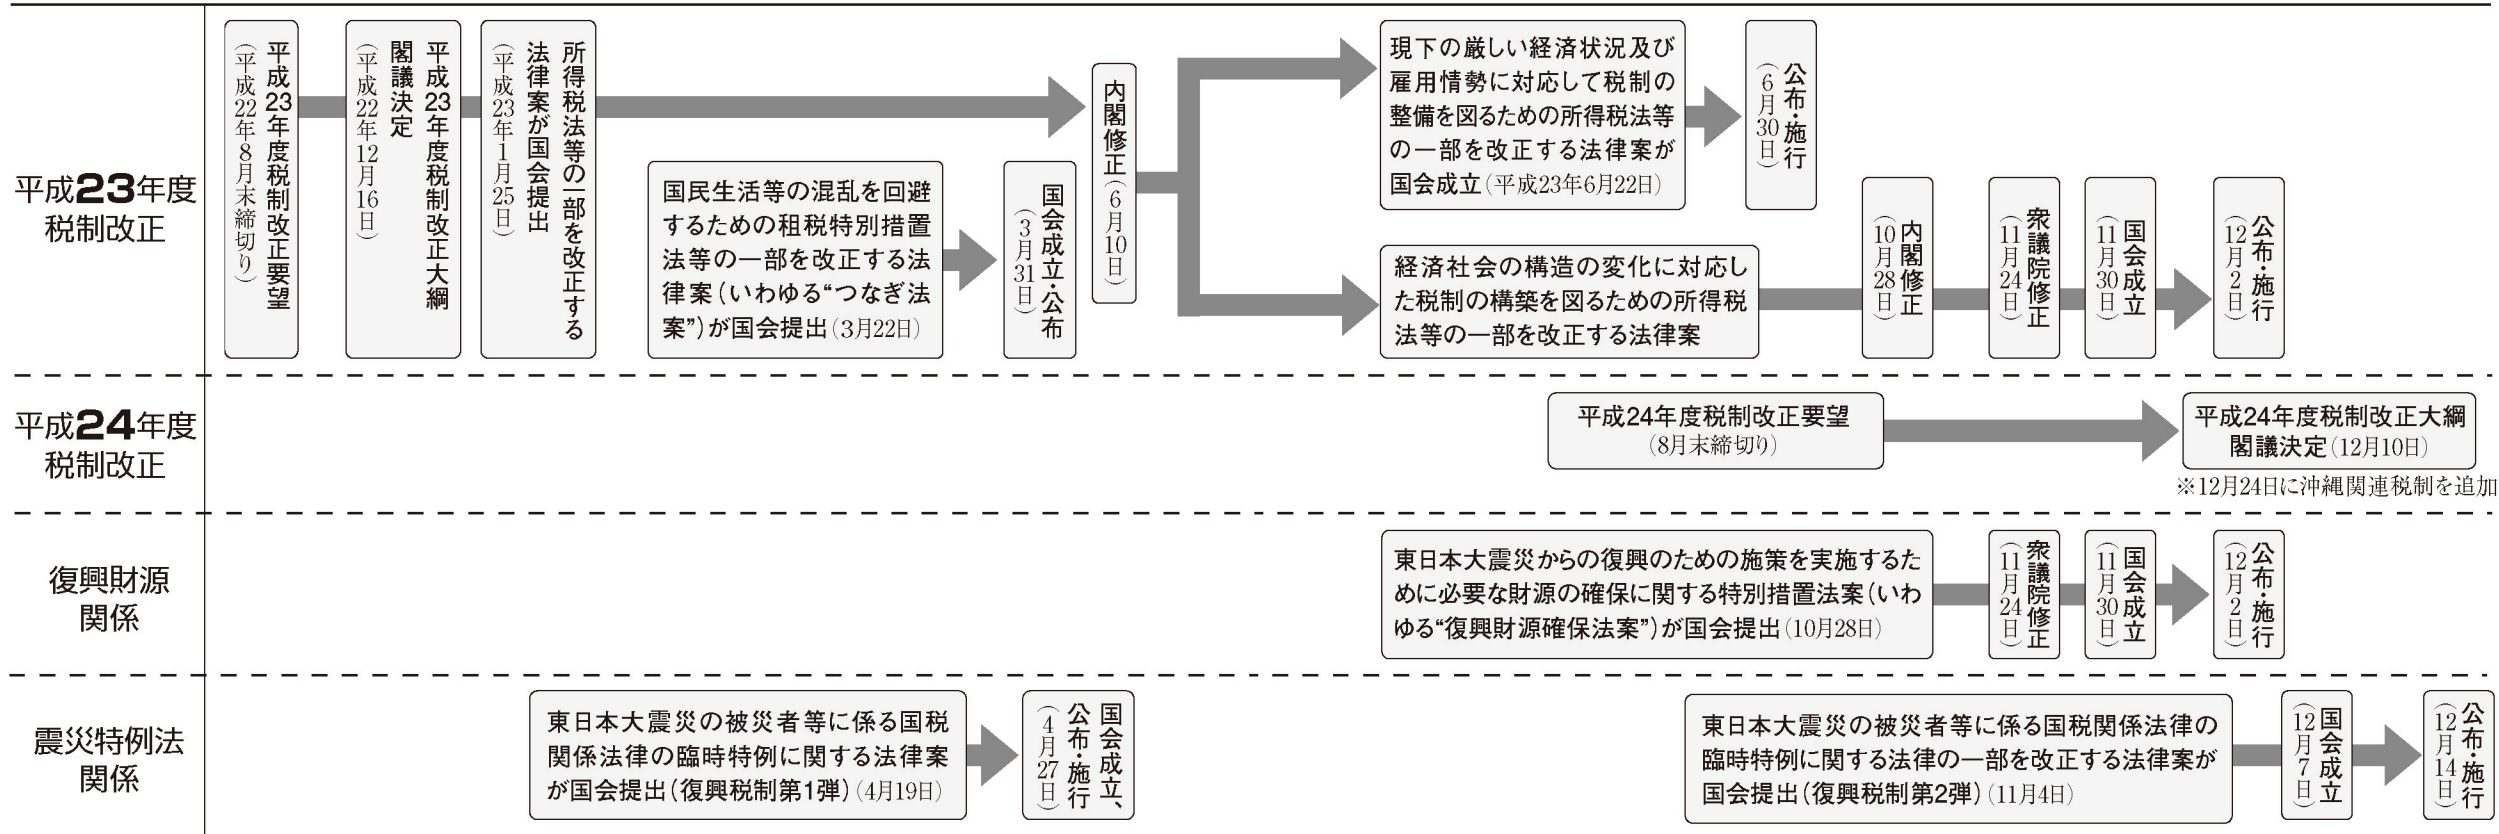 平成23年度
税制改正
平成23年度税制改正要望
(平成22年8月末締切り)
平成23年度税制改正大綱
閣議決定
(平成22年12月16日)
所得税法等の一部を改正する
法律案が国会提出
(平成23年1月25日)
国民生活等の混乱を回避
するための租税特別措置
法等の一部を改正する法
律案(いわゆる“つなぎ法
案”)が国会提出(3月22日)
国会成立・公布
(3月31日)
内閣修正(6月10日)
現下の厳しい経済状況及び
雇用情勢に対応して税制の
整備を図るための所得税法等
の一部を改正する法律案が
国会成立(平成23年6月22日)
公布・施行
(6月30日)
経済社会の構造の変化に対応し
た税制の構築を図るための所得税
法等の一部を改正する法律案
内閣修正
(10月28日)
衆議院修正
(11月24日)
国会成立
(11月30日)
公布・施行
(12月2日)
平成24年度
税制改正
平成24年度税制改正要望
(8月末締切り)
平成24年度税制改正大綱
閣議決定(12月10日)
※12月24日に沖縄関連税制を追加
復興財源
関係
東日本大震災からの復興のための施策を実施するた
めに必要な財源の確保に関する特別措置法案(いわ
ゆる“復興財源確保法案”)が国会提出(10月28日)
衆議院修正
(11月24日)
国会成立
(11月30日)
公布・施行
(12月2日)
震災特例法
関係
東日本大震災の被災者等に係る国税
関係法律の臨時特例に関する法律案
が国会提出(復興税制第1弾)(4月19日)
国会成立、
公布・施行
(4月27日)
東日本大震災の被災者等に係る国税関係法律の
臨時特例に関する法律の一部を改正する法律案が
国会提出(復興税制第2弾)(11月4日)
国会成立
(12月7日)
公布・施行
(12月14日)